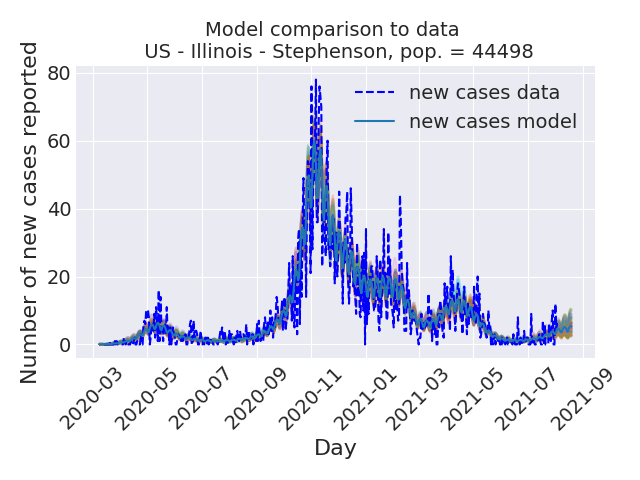 Model comparison to data
US - Illinois - Stephenson, pop. = 44498
Number of new cases reported
80
60
40
20
0
new cases data
new cases model
2020-03
2020-05
2020-07
2020-09
2020-11
2021-01
2021-03
2021-05
2021-07
2021-09
Day